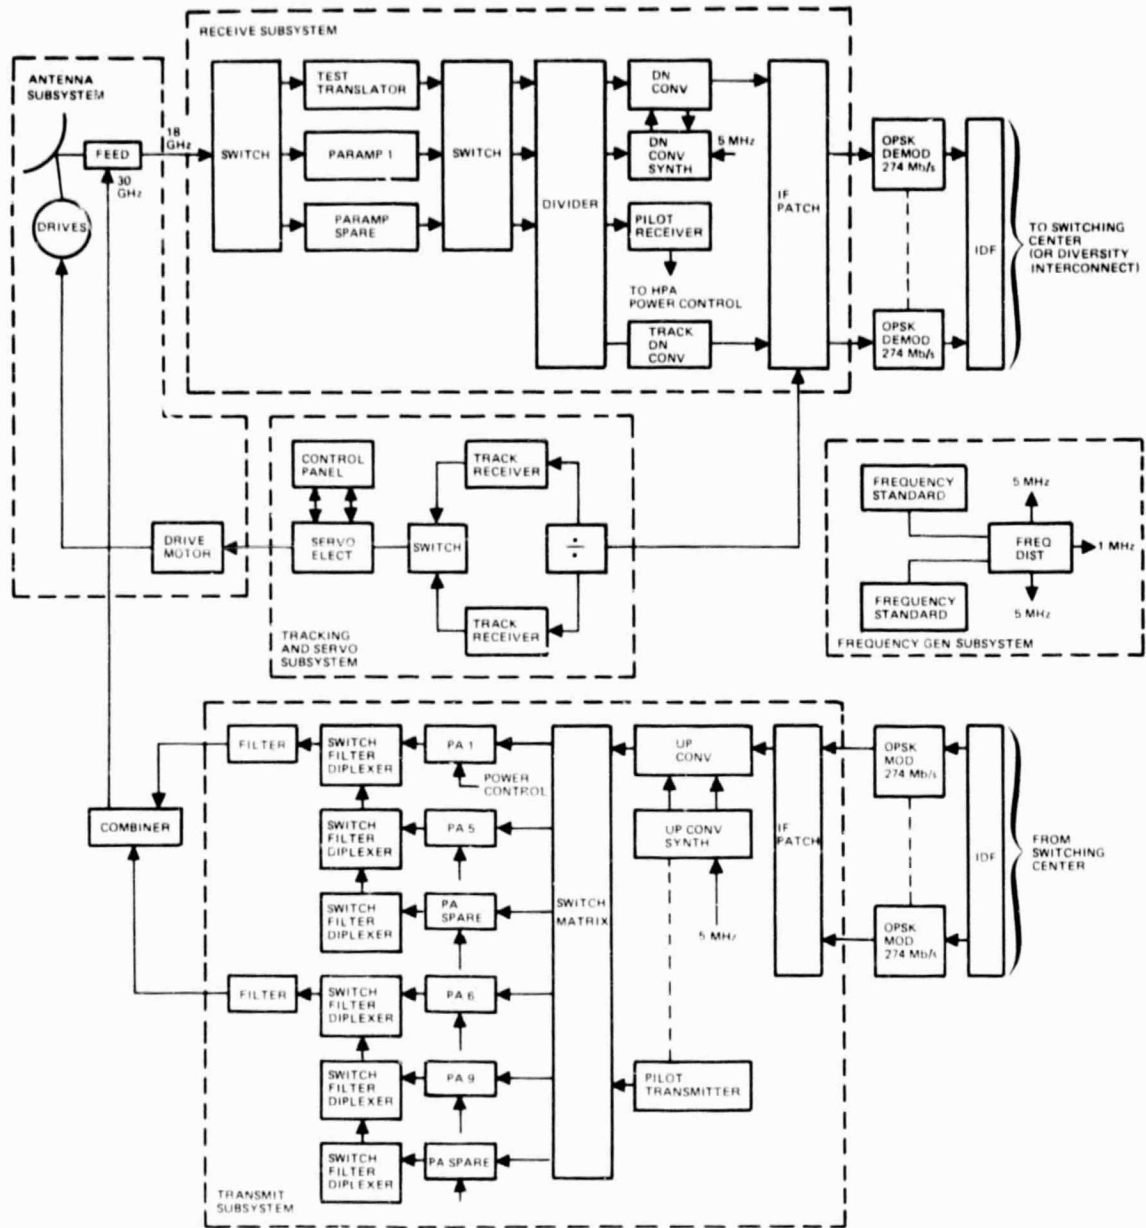 RECEIVE SUBSYSTEM
ANTENNA
SUBSYSTEM
FEED
18
GHz
30
GHz
DRIVES
SWITCH
TEST
TRANSLATOR
PARAMP 1
PARAMP
SPARE
SWITCH
DIVIDER
DN
CONV
DN
CONV
SYNTH
5 MHz
PILOT
RECEIVER
TO HPA
POWER CONTROL
TRACK
DN
CONV
IF
PATCH
OPSK
DEMOD
274 Mb/s
OPSK
DEMOD
274 Mb/s
IDF
TO SWITCHING
CENTER
(OR DIVERSITY
INTERCONNECT)
DRIVE
MOTOR
CONTROL
PANEL
SERVO
ELECT
SWITCH
TRACK
RECEIVER
TRACK
RECEIVER
÷
TRACKING
AND SERVO
SUBSYSTEM
FREQUENCY
STANDARD
FREQUENCY
STANDARD
5 MHz
FREQ
DIST
1 MHz
5 MHz
FREQUENCY GEN SUBSYSTEM
COMBINER
FILTER
FILTER
SWITCH
FILTER
DIPLEXER
SWITCH
FILTER
DIPLEXER
SWITCH
FILTER
DIPLEXER
SWITCH
FILTER
DIPLEXER
SWITCH
FILTER
DIPLEXER
SWITCH
FILTER
DIPLEXER
PA 1
POWER
CONTROL
PA 5
PA
SPARE
PA 6
PA 9
PA SPARE
SWITCH
MATRIX
UP
CONV
UP CONV
SYNTH
5 MHz
PILOT
TRANSMITTER
IF
PATCH
OPSK
MOD
274 Mb/s
OPSK
MOD
274 Mb/s
IDF
FROM
SWITCHING
CENTER
TRANSMIT
SUBSYSTEM